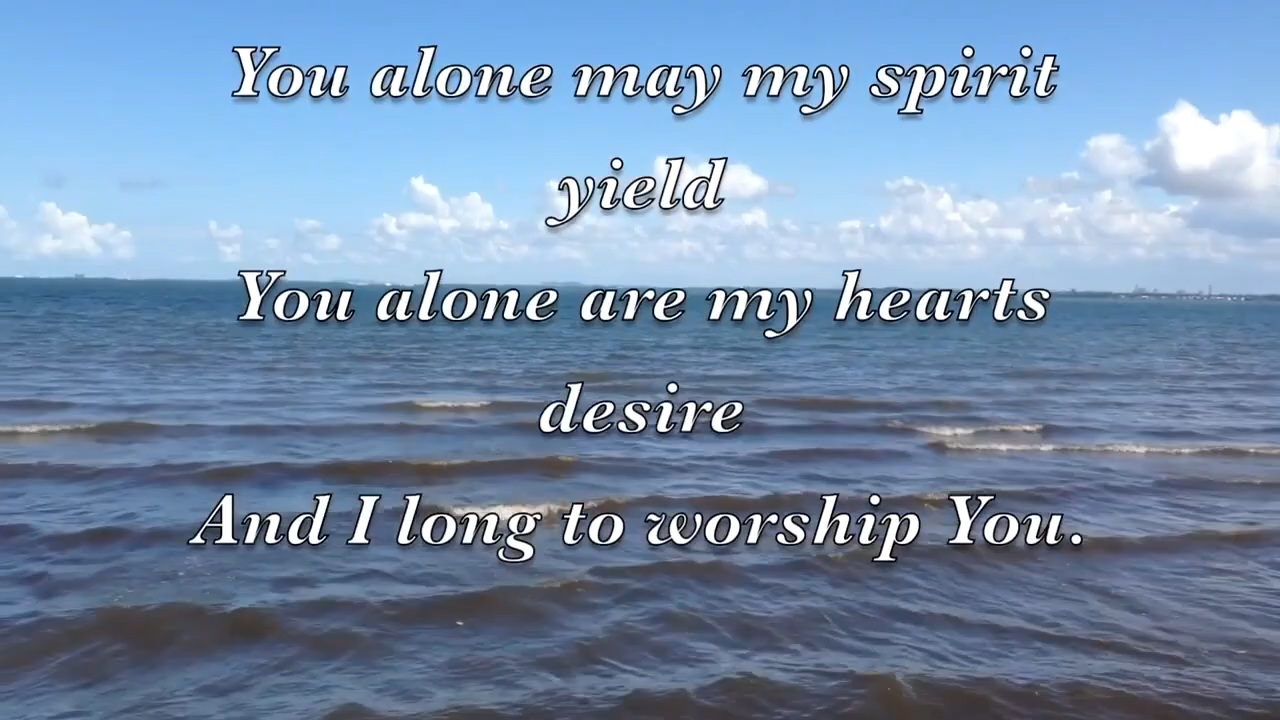 You alone may my spirit
yield
You alone are my hearts
desire
And I long to worship You.